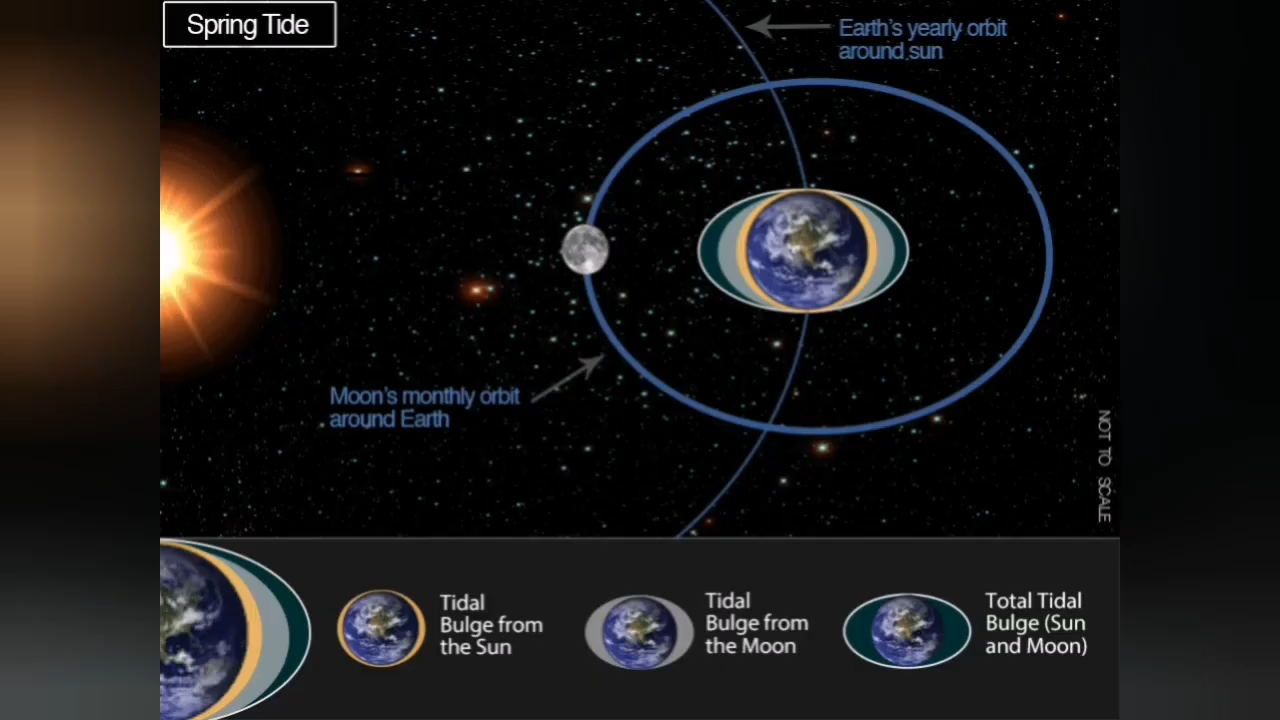 Spring Tide
Earth's yearly orbit
around sun
Moon's monthly orbit
around Earth
NOT TO SCALE
Tidal
Bulge from
the Sun
Tidal
Bulge from
the Moon
Total Tidal
Bulge (Sun
and Moon)